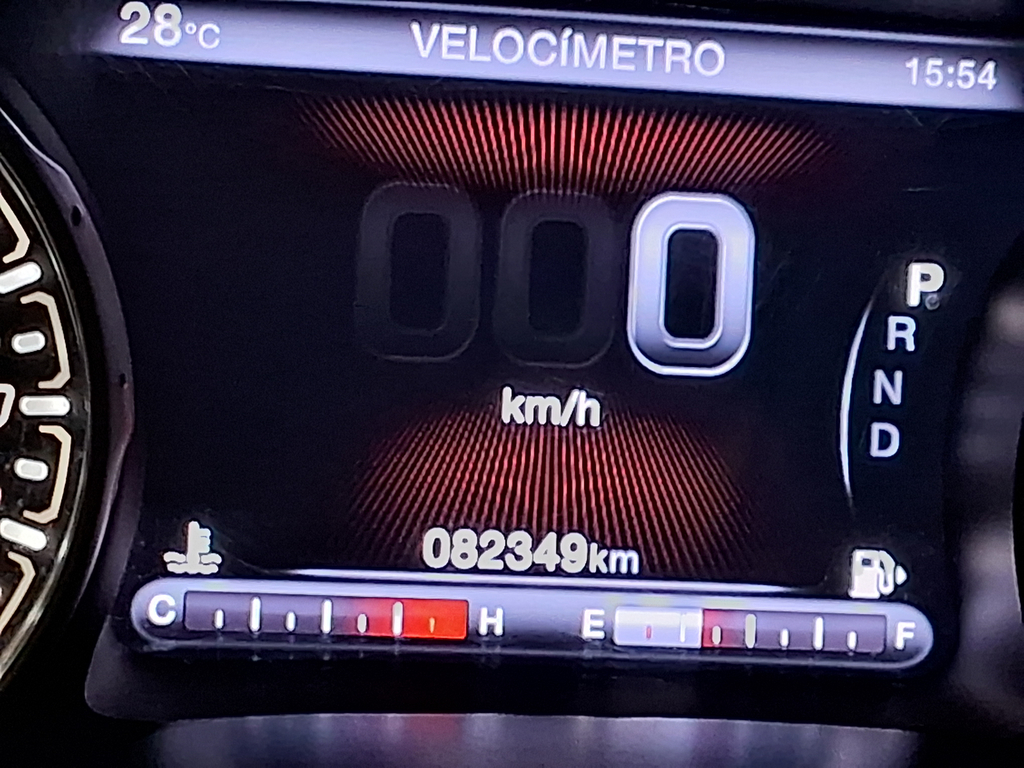 28°C VELOCÍMETRO 15:54
000
km/h
P
R
N
D
082349km
C H E F